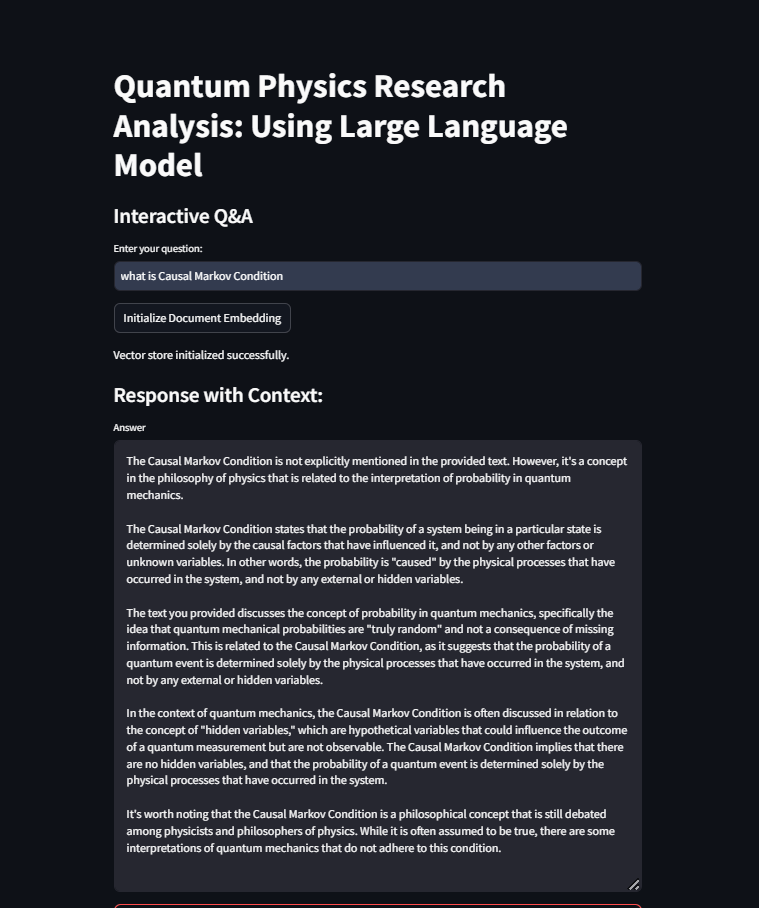 Quantum Physics Research
Analysis: Using Large Language
Model
Interactive Q&A
Enter your question:
what is Causal Markov Condition
Initialize Document Embedding
Vector store initialized successfully.
Response with Context:
Answer
The Causal Markov Condition is not explicitly mentioned in the provided text. However, it's a concept
in the philosophy of physics that is related to the interpretation of probability in quantum
mechanics.
The Causal Markov Condition states that the probability of a system being in a particular state is
determined solely by the causal factors that have influenced it, and not by any other factors or
unknown variables. In other words, the probability is "caused" by the physical processes that have
occurred in the system, and not by any external or hidden variables.
The text you provided discusses the concept of probability in quantum mechanics, specifically the
idea that quantum mechanical probabilities are "truly random" and not a consequence of missing
information. This is related to the Causal Markov Condition, as it suggests that the probability of a
quantum event is determined solely by the physical processes that have occurred in the system, and
not by any external or hidden variables.
In the context of quantum mechanics, the Causal Markov Condition is often discussed in relation to
the concept of "hidden variables," which are hypothetical variables that could influence the outcome
of a quantum measurement but are not observable. The Causal Markov Condition implies that there
are no hidden variables, and that the probability of a quantum event is determined solely by the
physical processes that have occurred in the system.
It's worth noting that the Causal Markov Condition is a philosophical concept that is still debated
among physicists and philosophers of physics. While it is often assumed to be true, there are some
interpretations of quantum mechanics that do not adhere to this condition.